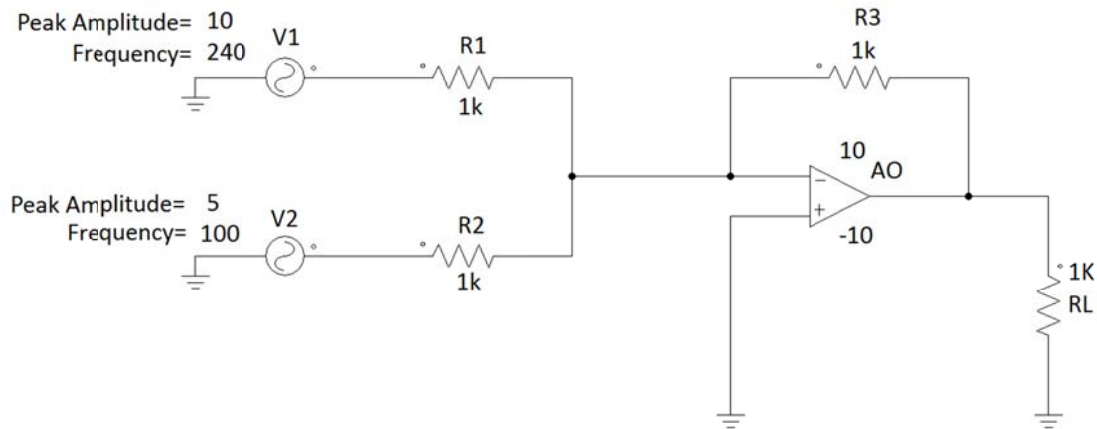 Peak Amplitude= 10
Frequency= 240
V1
R1
1k
R3
1k
Peak Amplitude= 5
Frequency= 100
V2
R2
1k
10
AO
-10
1K
RL